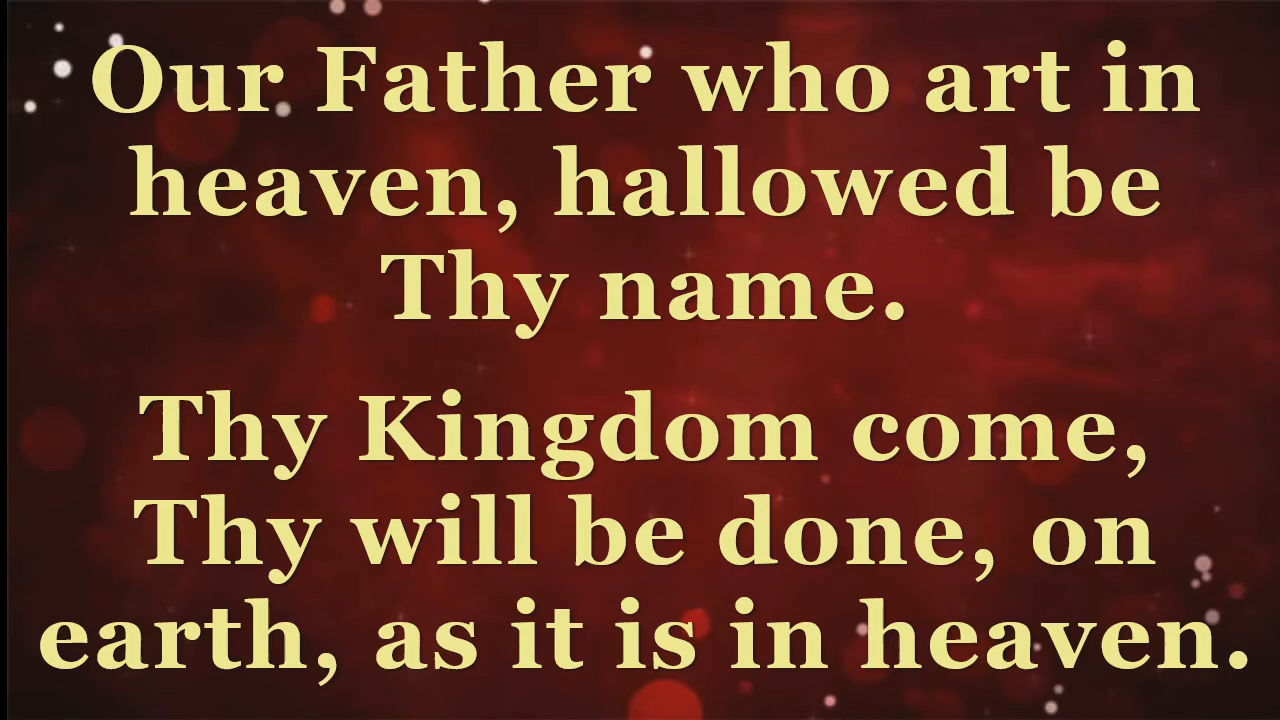 Our Father who art in
heaven, hallowed be
Thy name.
Thy Kingdom come,
Thy will be done, on
earth, as it is in heaven.